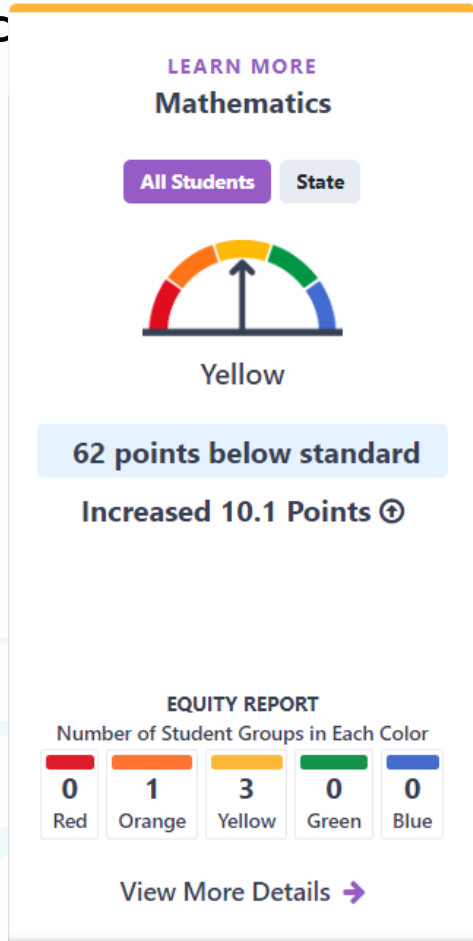 LEARN MORE
Mathematics
All Students State
Yellow
62 points below standard
Increased 10.1 Points
EQUITY REPORT
Number of Student Groups in Each Color
0 1 3 0 0
Red Orange Yellow Green Blue
View More Details